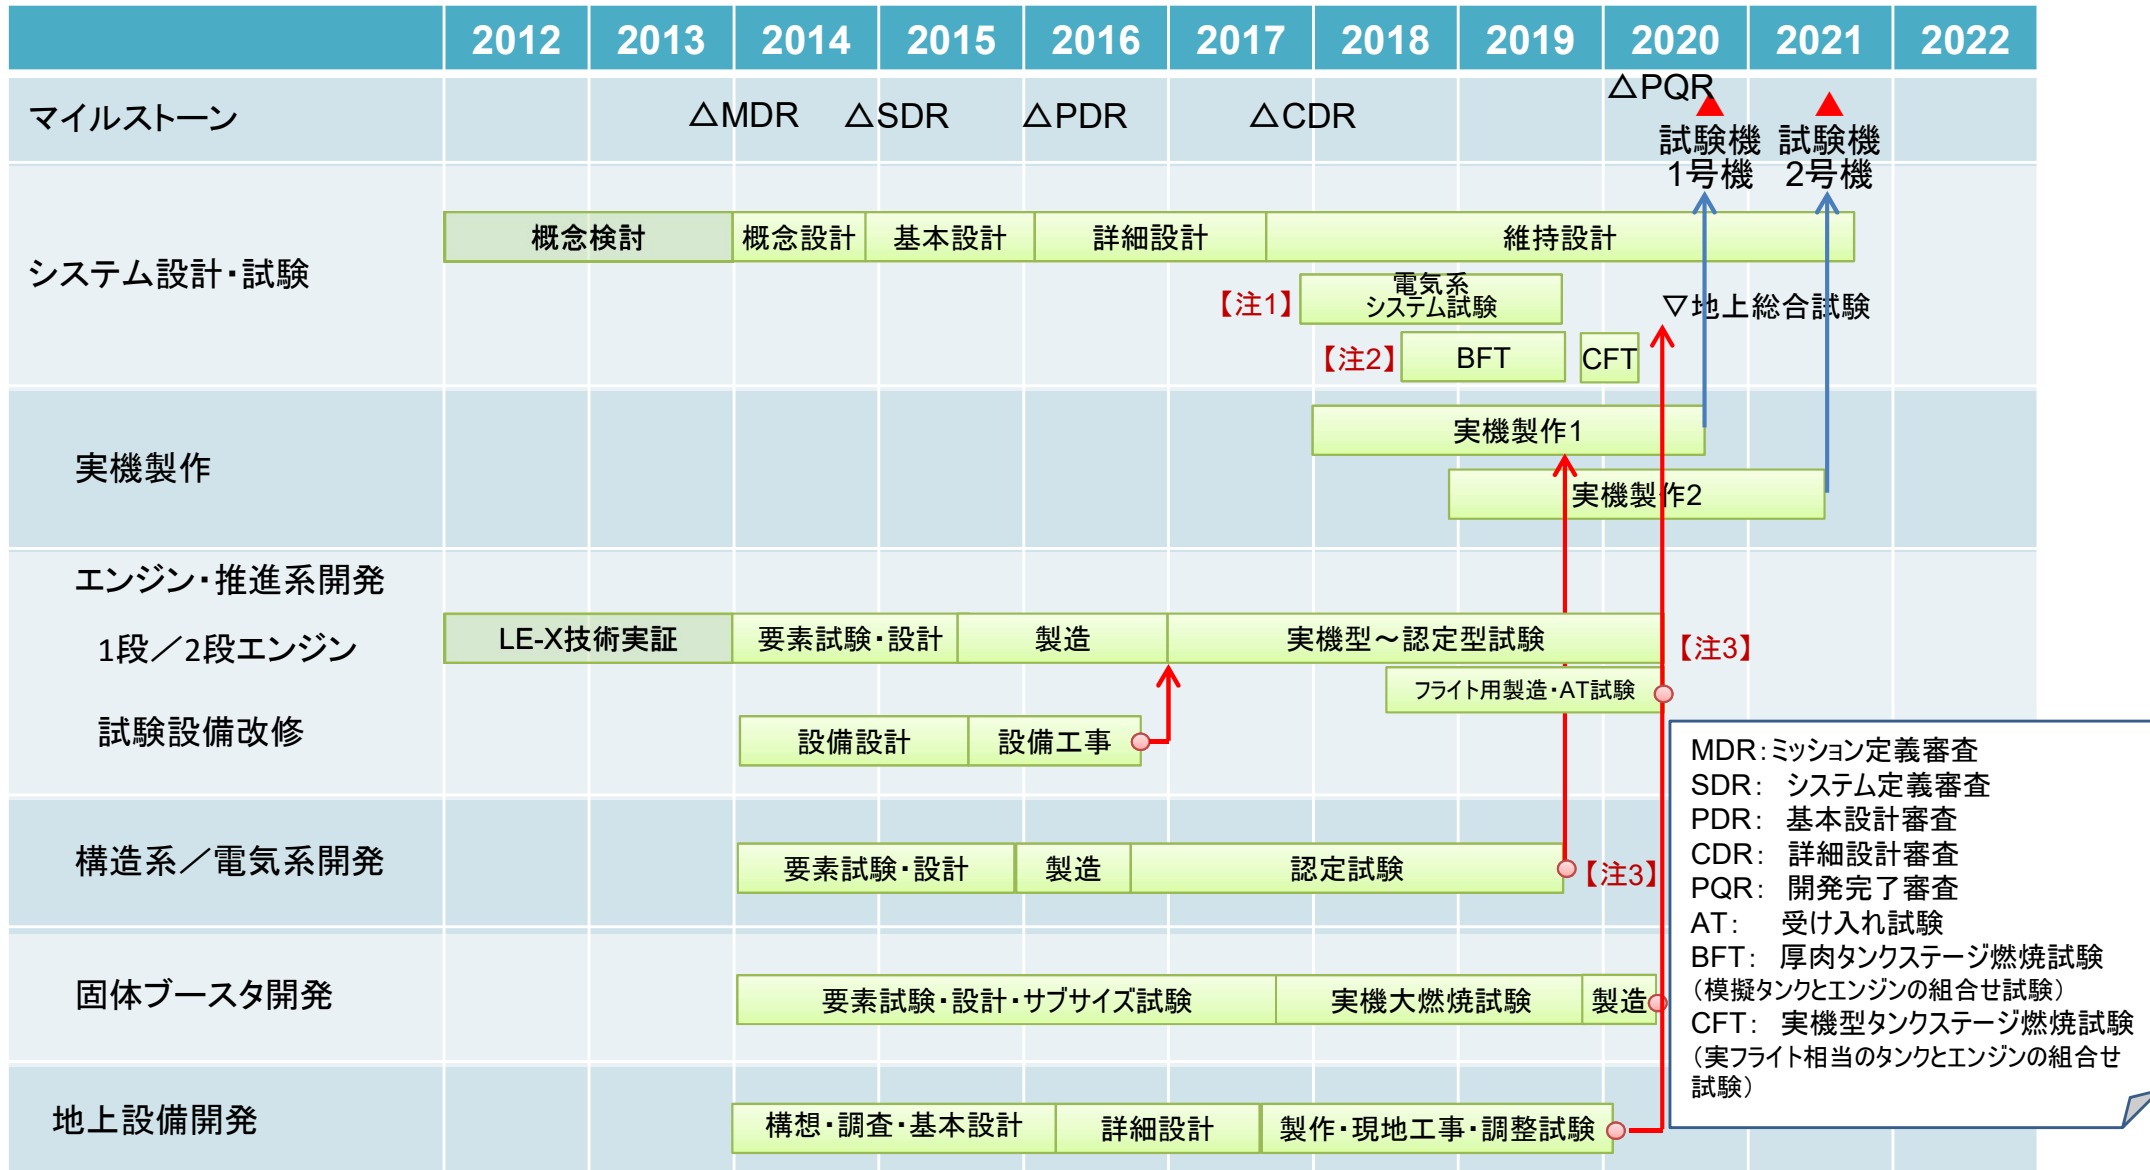 2012 2013 2014 2015 2016 2017 2018 2019 2020 2021 2022
マイルストーン
△MDR △SDR △PDR △CDR △PQR
試験機
1号機
試験機
2号機
システム設計・試験
概念検討 概念設計 基本設計 詳細設計 維持設計
【注1】 電気系
システム試験
▽地上総合試験
【注2】 BFT CFT
実機製作
実機製作1
実機製作2
エンジン・推進系開発
1段／2段エンジン
LE-X技術実証 要素試験・設計 製造 実機型～認定型試験 【注3】
フライト用製造・AT試験
試験設備改修
設備設計 設備工事
構造系／電気系開発
要素試験・設計 製造 認定試験 【注3】
固体ブースタ開発
要素試験・設計・サブサイズ試験 実機大燃焼試験 製造
地上設備開発
構想・調査・基本設計 詳細設計 製作・現地工事・調整試験
MDR：ミッション定義審査
SDR： システム定義審査
PDR： 基本設計審査
CDR： 詳細設計審査
PQR： 開発完了審査
AT： 受け入れ試験
BFT： 厚肉タンクステージ燃焼試験
（模擬タンクとエンジンの組合せ試験）
CFT： 実機型タンクステージ燃焼試験
（実フライト相当のタンクとエンジンの組合せ
試験）